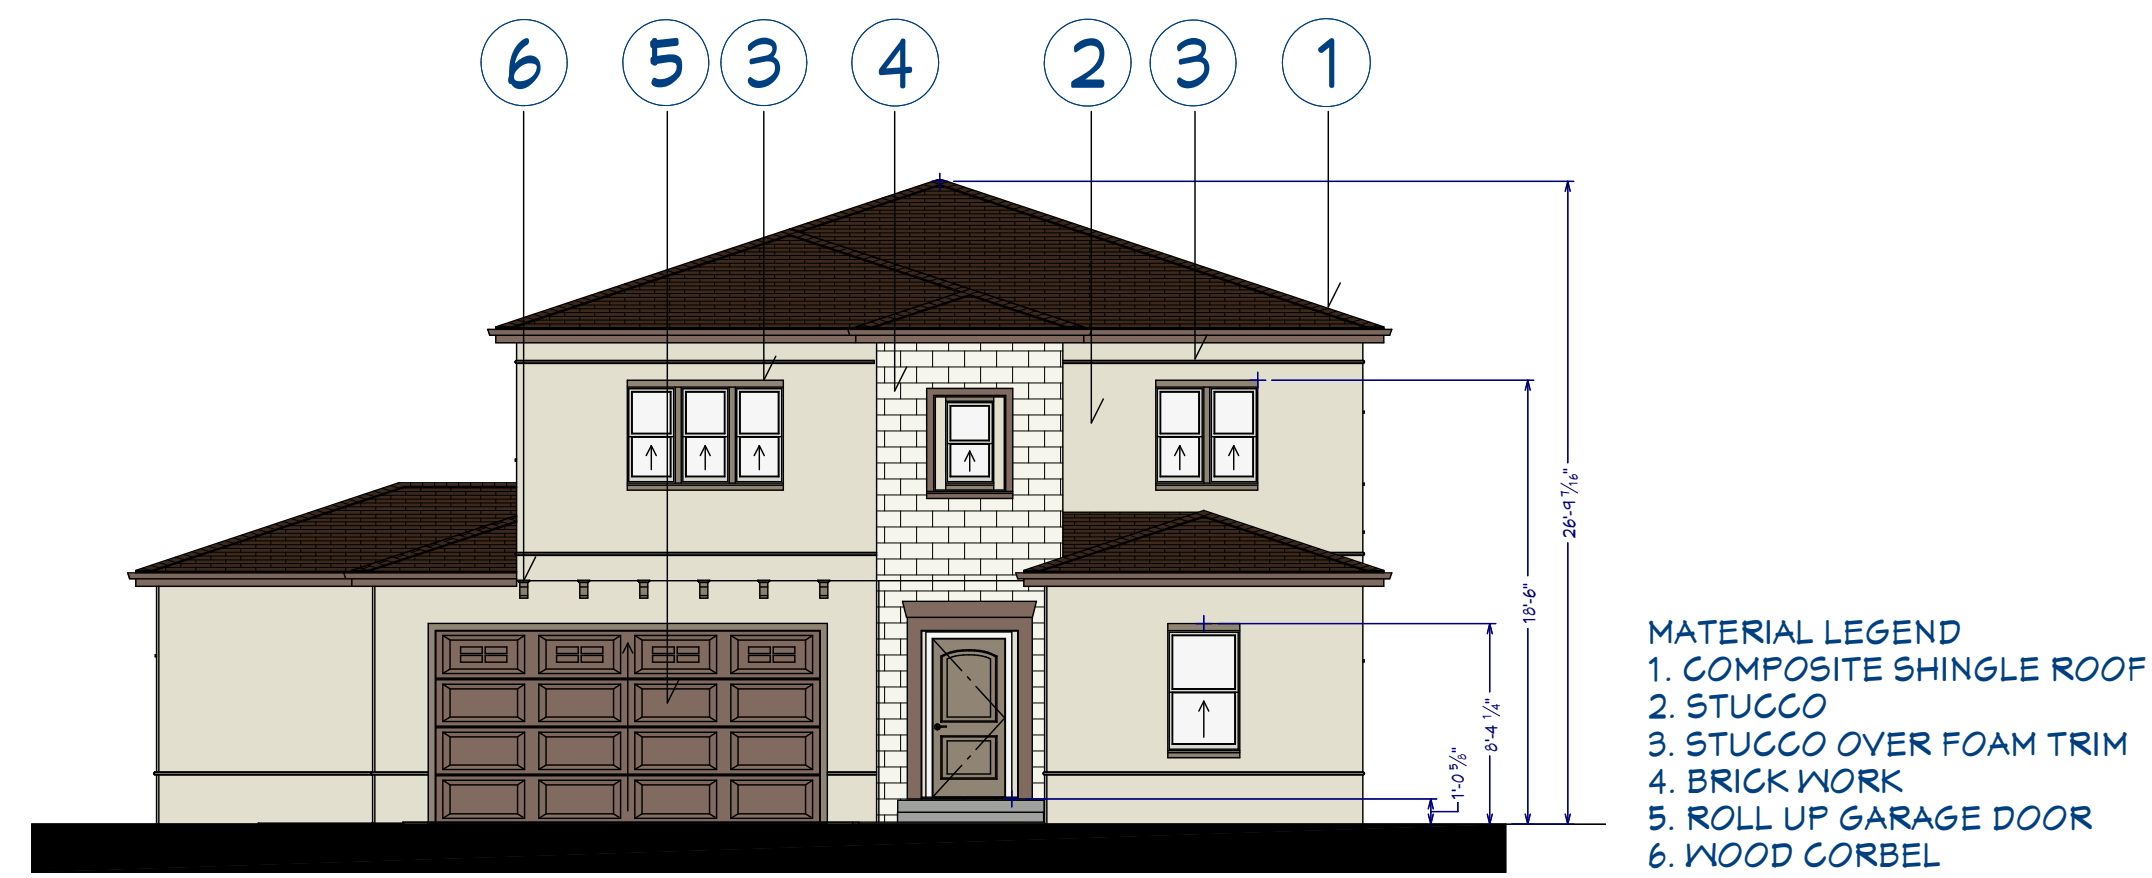 6 5 3 4 2 3 1
26'-9 7/16"
18'-6"
8'-4 1/4"
1'-0 5/8"
MATERIAL LEGEND
1. COMPOSITE SHINGLE ROOF
2. STUCCO
3. STUCCO OVER FOAM TRIM
4. BRICK WORK
5. ROLL UP GARAGE DOOR
6. WOOD CORBEL